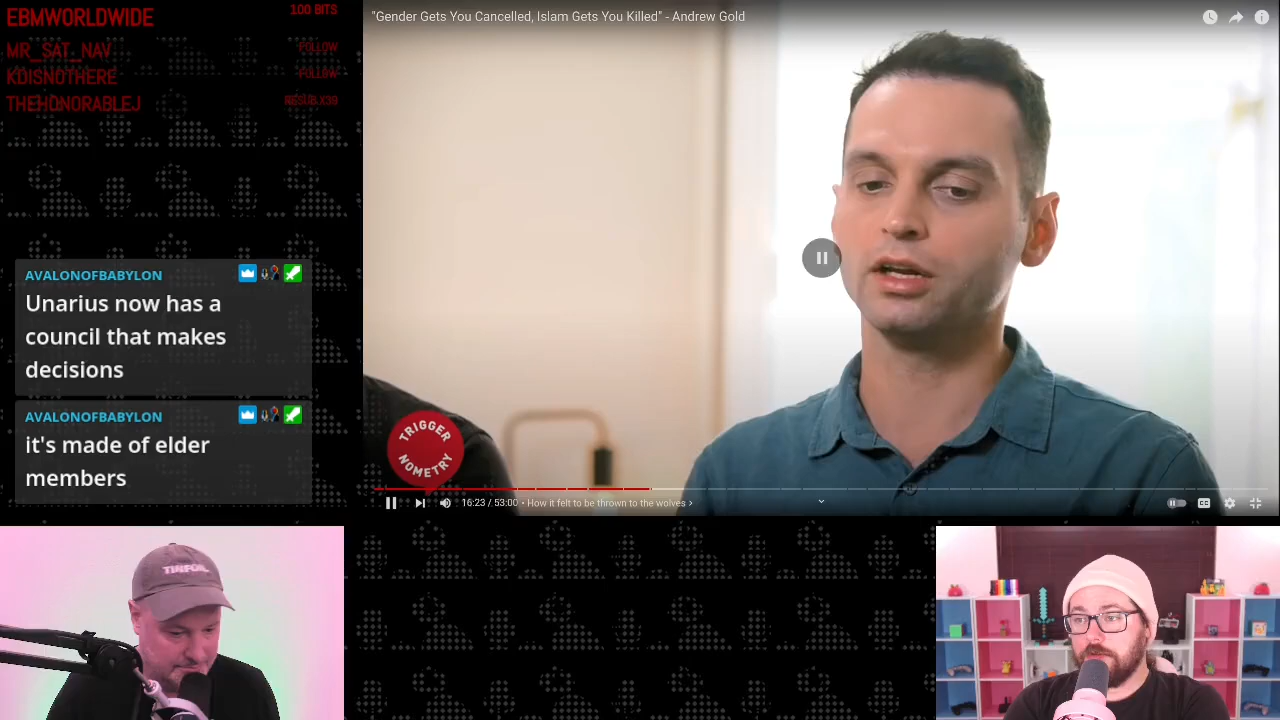 EBMWORLDWIDE 100 BITS
MR_SAT_NAV FOLLOW
KDISNOTHERE FOLLOW
THEHONORABLEJ RESUB X39
AVALONOFBABYLON
Unarius now has a
council that makes
decisions
AVALONOFBABYLON
it's made of elder
members
"Gender Gets You Cancelled, Islam Gets You Killed" - Andrew Gold
TRIGGER
NOMETRY
16:23 / 53:00 • How it felt to be thrown to the wolves >
CC
TINFOIL